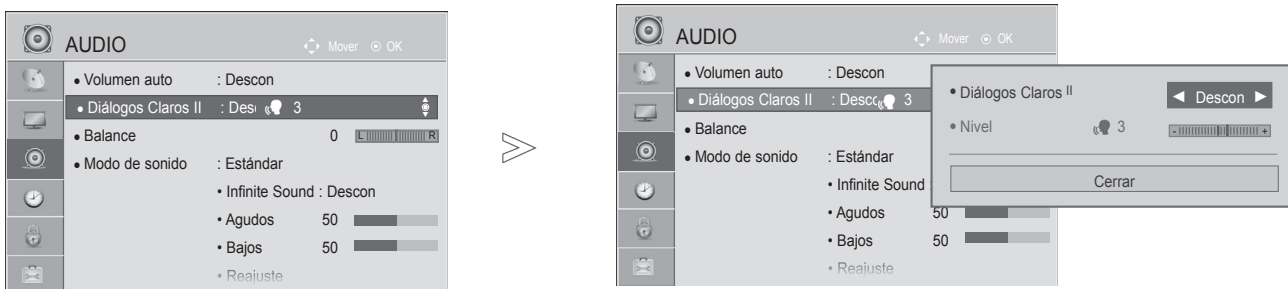 AUDIO
Mover OK
• Volumen auto : Descon
• Diálogos Claros II : Des 3
• Balance 0 L R
• Modo de sonido : Estándar
• Infinite Sound : Descon
• Agudos 50
• Bajos 50
• Reajuste
AUDIO
Mover OK
• Volumen auto : Descon
• Diálogos Claros II : Desco 3
• Balance
• Modo de sonido : Estándar
• Infinite Sound :
• Agudos 50
• Bajos 50
• Reajuste
• Diálogos Claros II ◄ Descon ►
• Nivel 3 - +
Cerrar